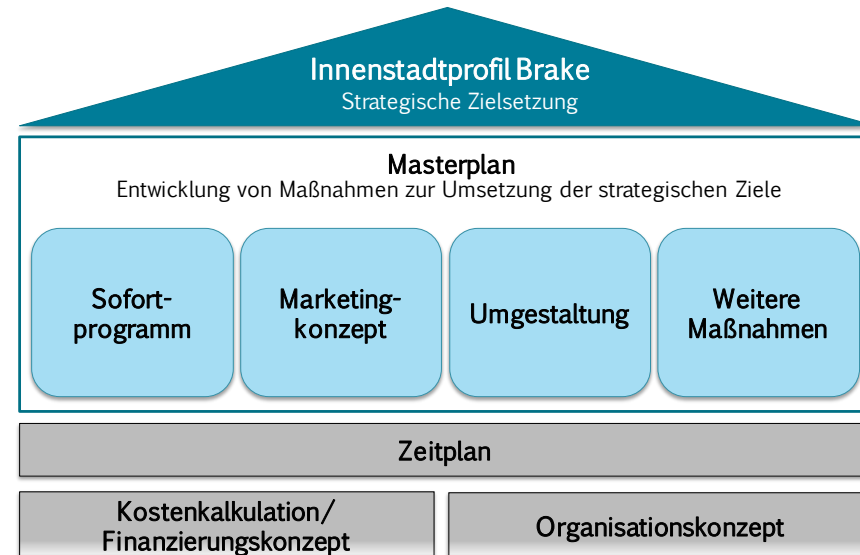 Innenstadtprofil Brake
Strategische Zielsetzung
Masterplan
Entwicklung von Maßnahmen zur Umsetzung der strategischen Ziele
Sofort-
programm
Marketing-
konzept
Umgestaltung
Weitere
Maßnahmen
Zeitplan
Kostenkalkulation/
Finanzierungskonzept
Organisationskonzept